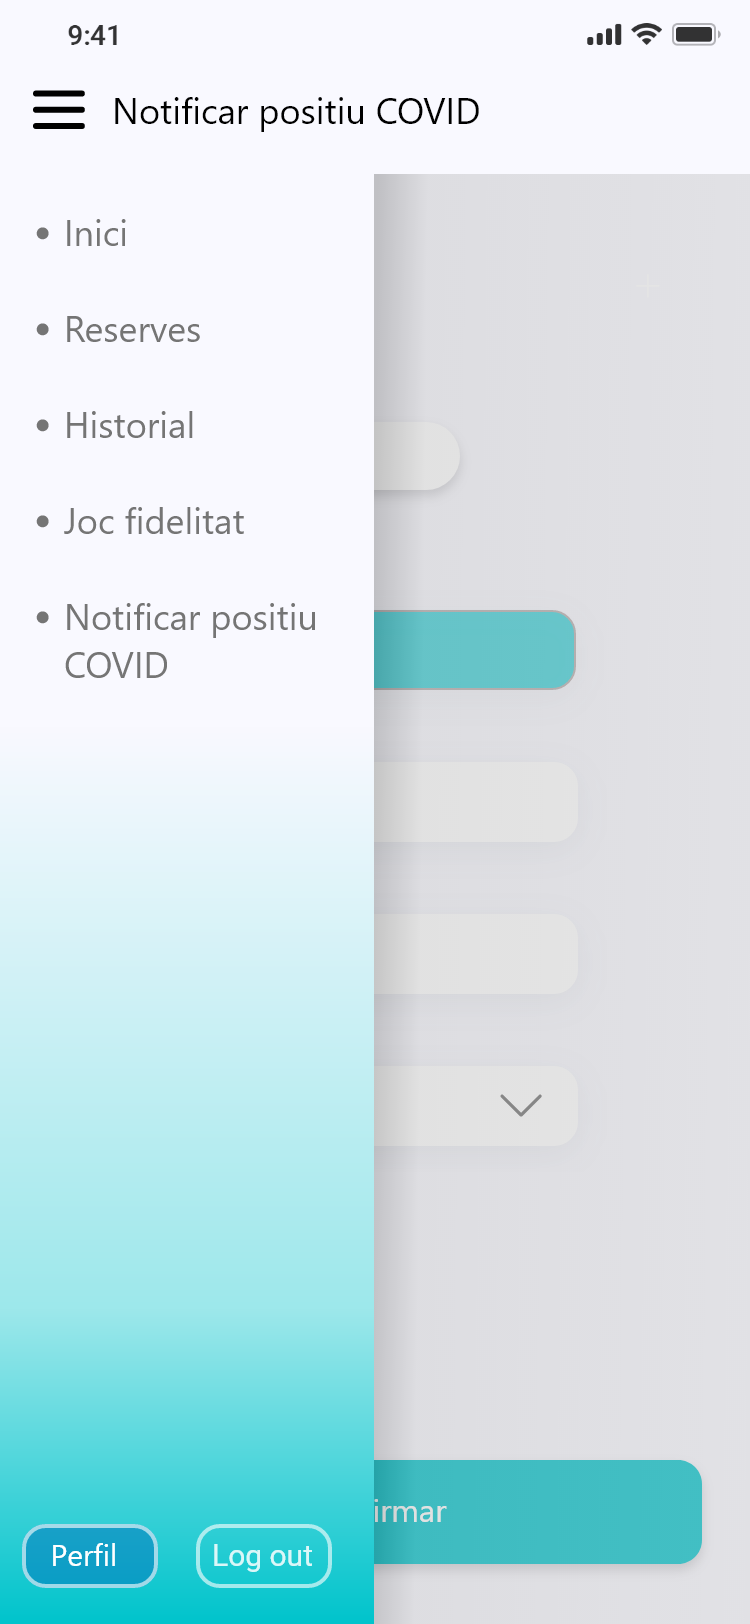 9:41
Notificar positiu COVID
Inici
Reserves
Historial
Joc fidelitat
Notificar positiu
COVID
irmar
Perfil
Log out